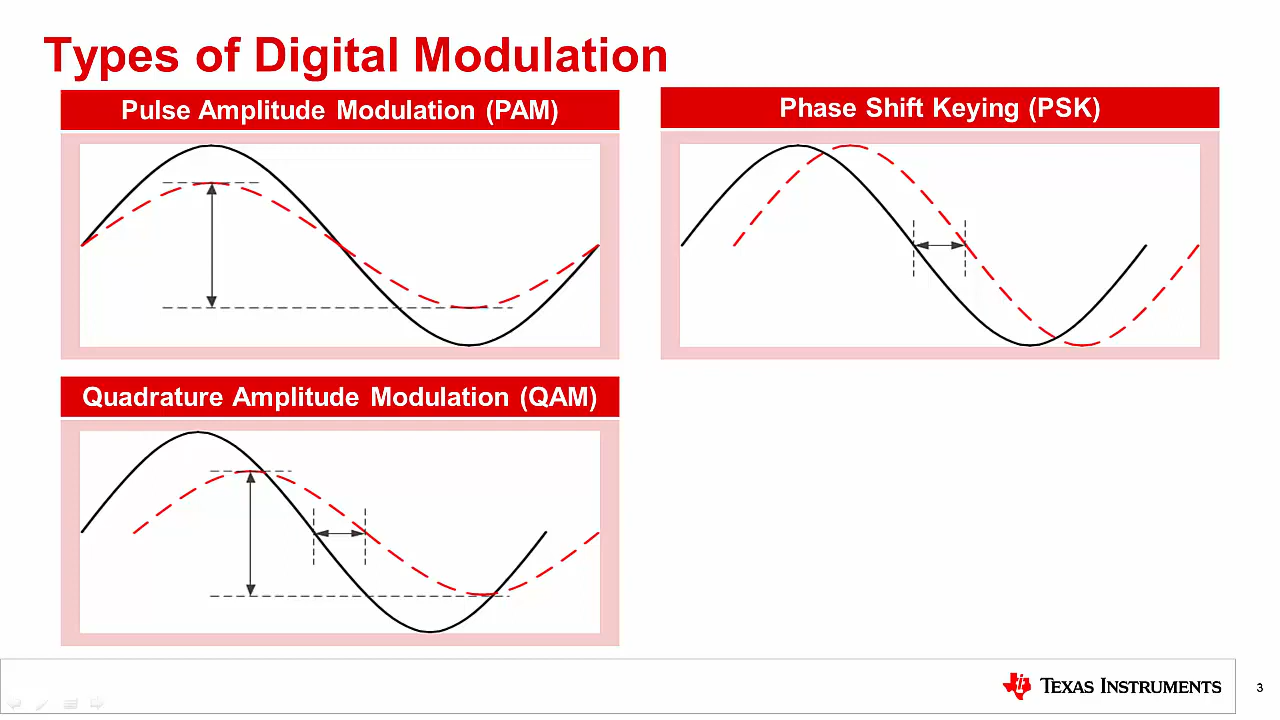 Types of Digital Modulation
Pulse Amplitude Modulation (PAM)
Phase Shift Keying (PSK)
Quadrature Amplitude Modulation (QAM)
TEXAS INSTRUMENTS
3